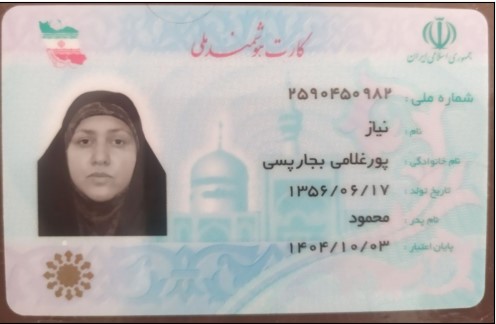 کارت هوشمند ملی
جمهوری اسلامی ایران
شماره ملی: ۲۵۹۰۴۵۰۹۸۲
نام: نیاز
نام خانوادگی: پورغلامی بجارپسی
تاریخ تولد: ۱۳۵۶/۰۶/۱۷
نام پدر: محمود
پایان اعتبار: ۱۴۰۴/۱۰/۰۳